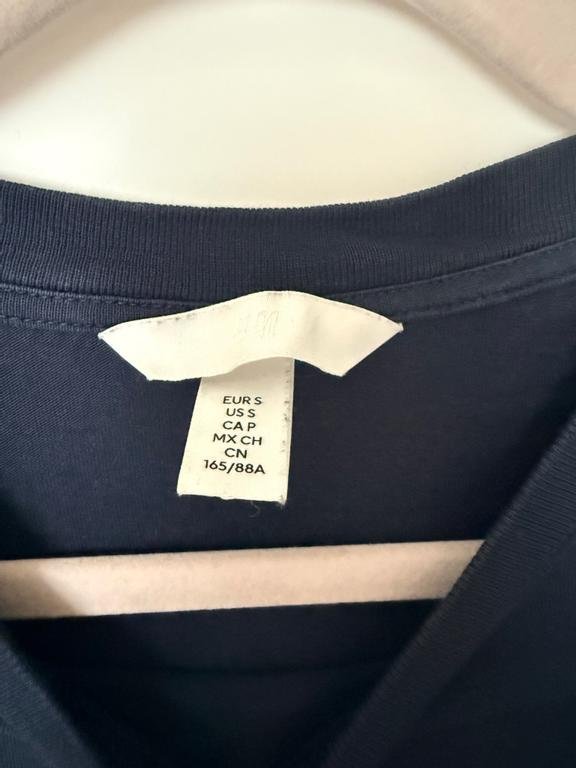 H&M
EUR S
US S
CA P
MX CH
CN
165/88A